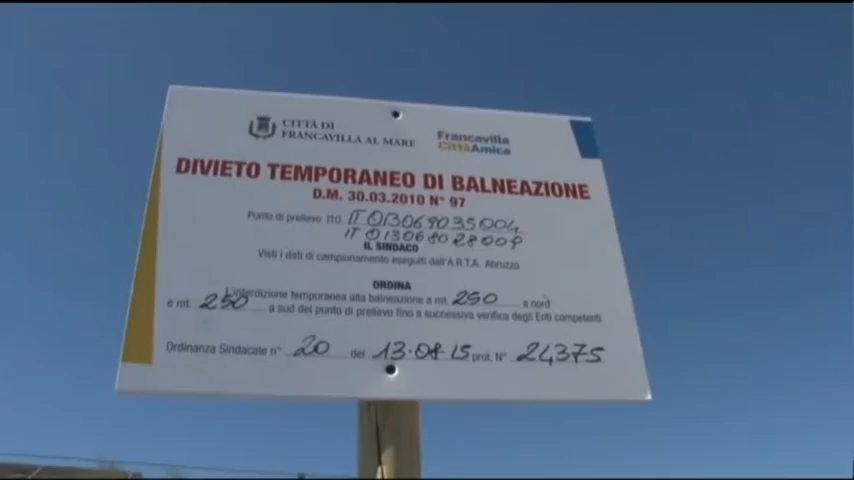 CITTÀ DI
FRANCAVILLA AL MARE
Francavilla
CittàAmica
DIVIETO TEMPORANEO DI BALNEAZIONE
D.M. 30.03.2010 N° 97
Punto di prelievo ITO. IT013069035004
IT013068028009
IL SINDACO
Visti i dati di campionamento eseguiti dall'A.R.T.A. Abruzzo
ORDINA
L'interdizione temporanea alla balneazione a mt. 250 a nord
e mt. 250 a sud del punto di prelievo fino a successiva verifica degli Enti competenti
Ordinanza Sindacale n° 20 del 13.08.15 prot. N° 24375